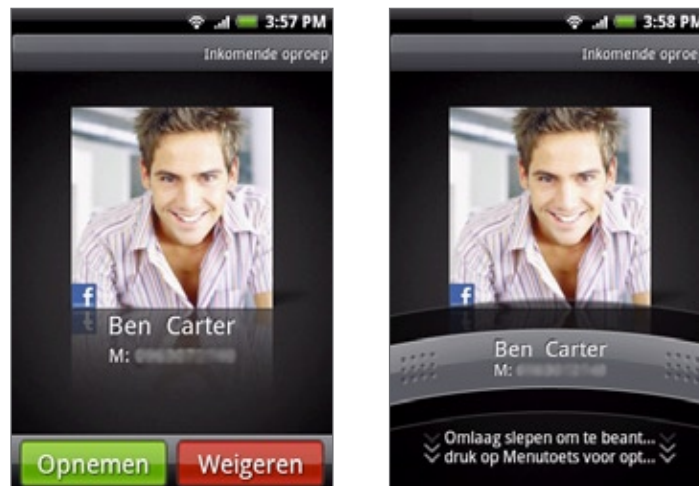 3:57 PM
Inkomende oproep
f
Ben Carter
M:
Opnemen
Weigeren
3:58 PM
Inkomende oproep
f
Ben Carter
M:
Omlaag slepen om te beant...
druk op Menutoets voor opt...